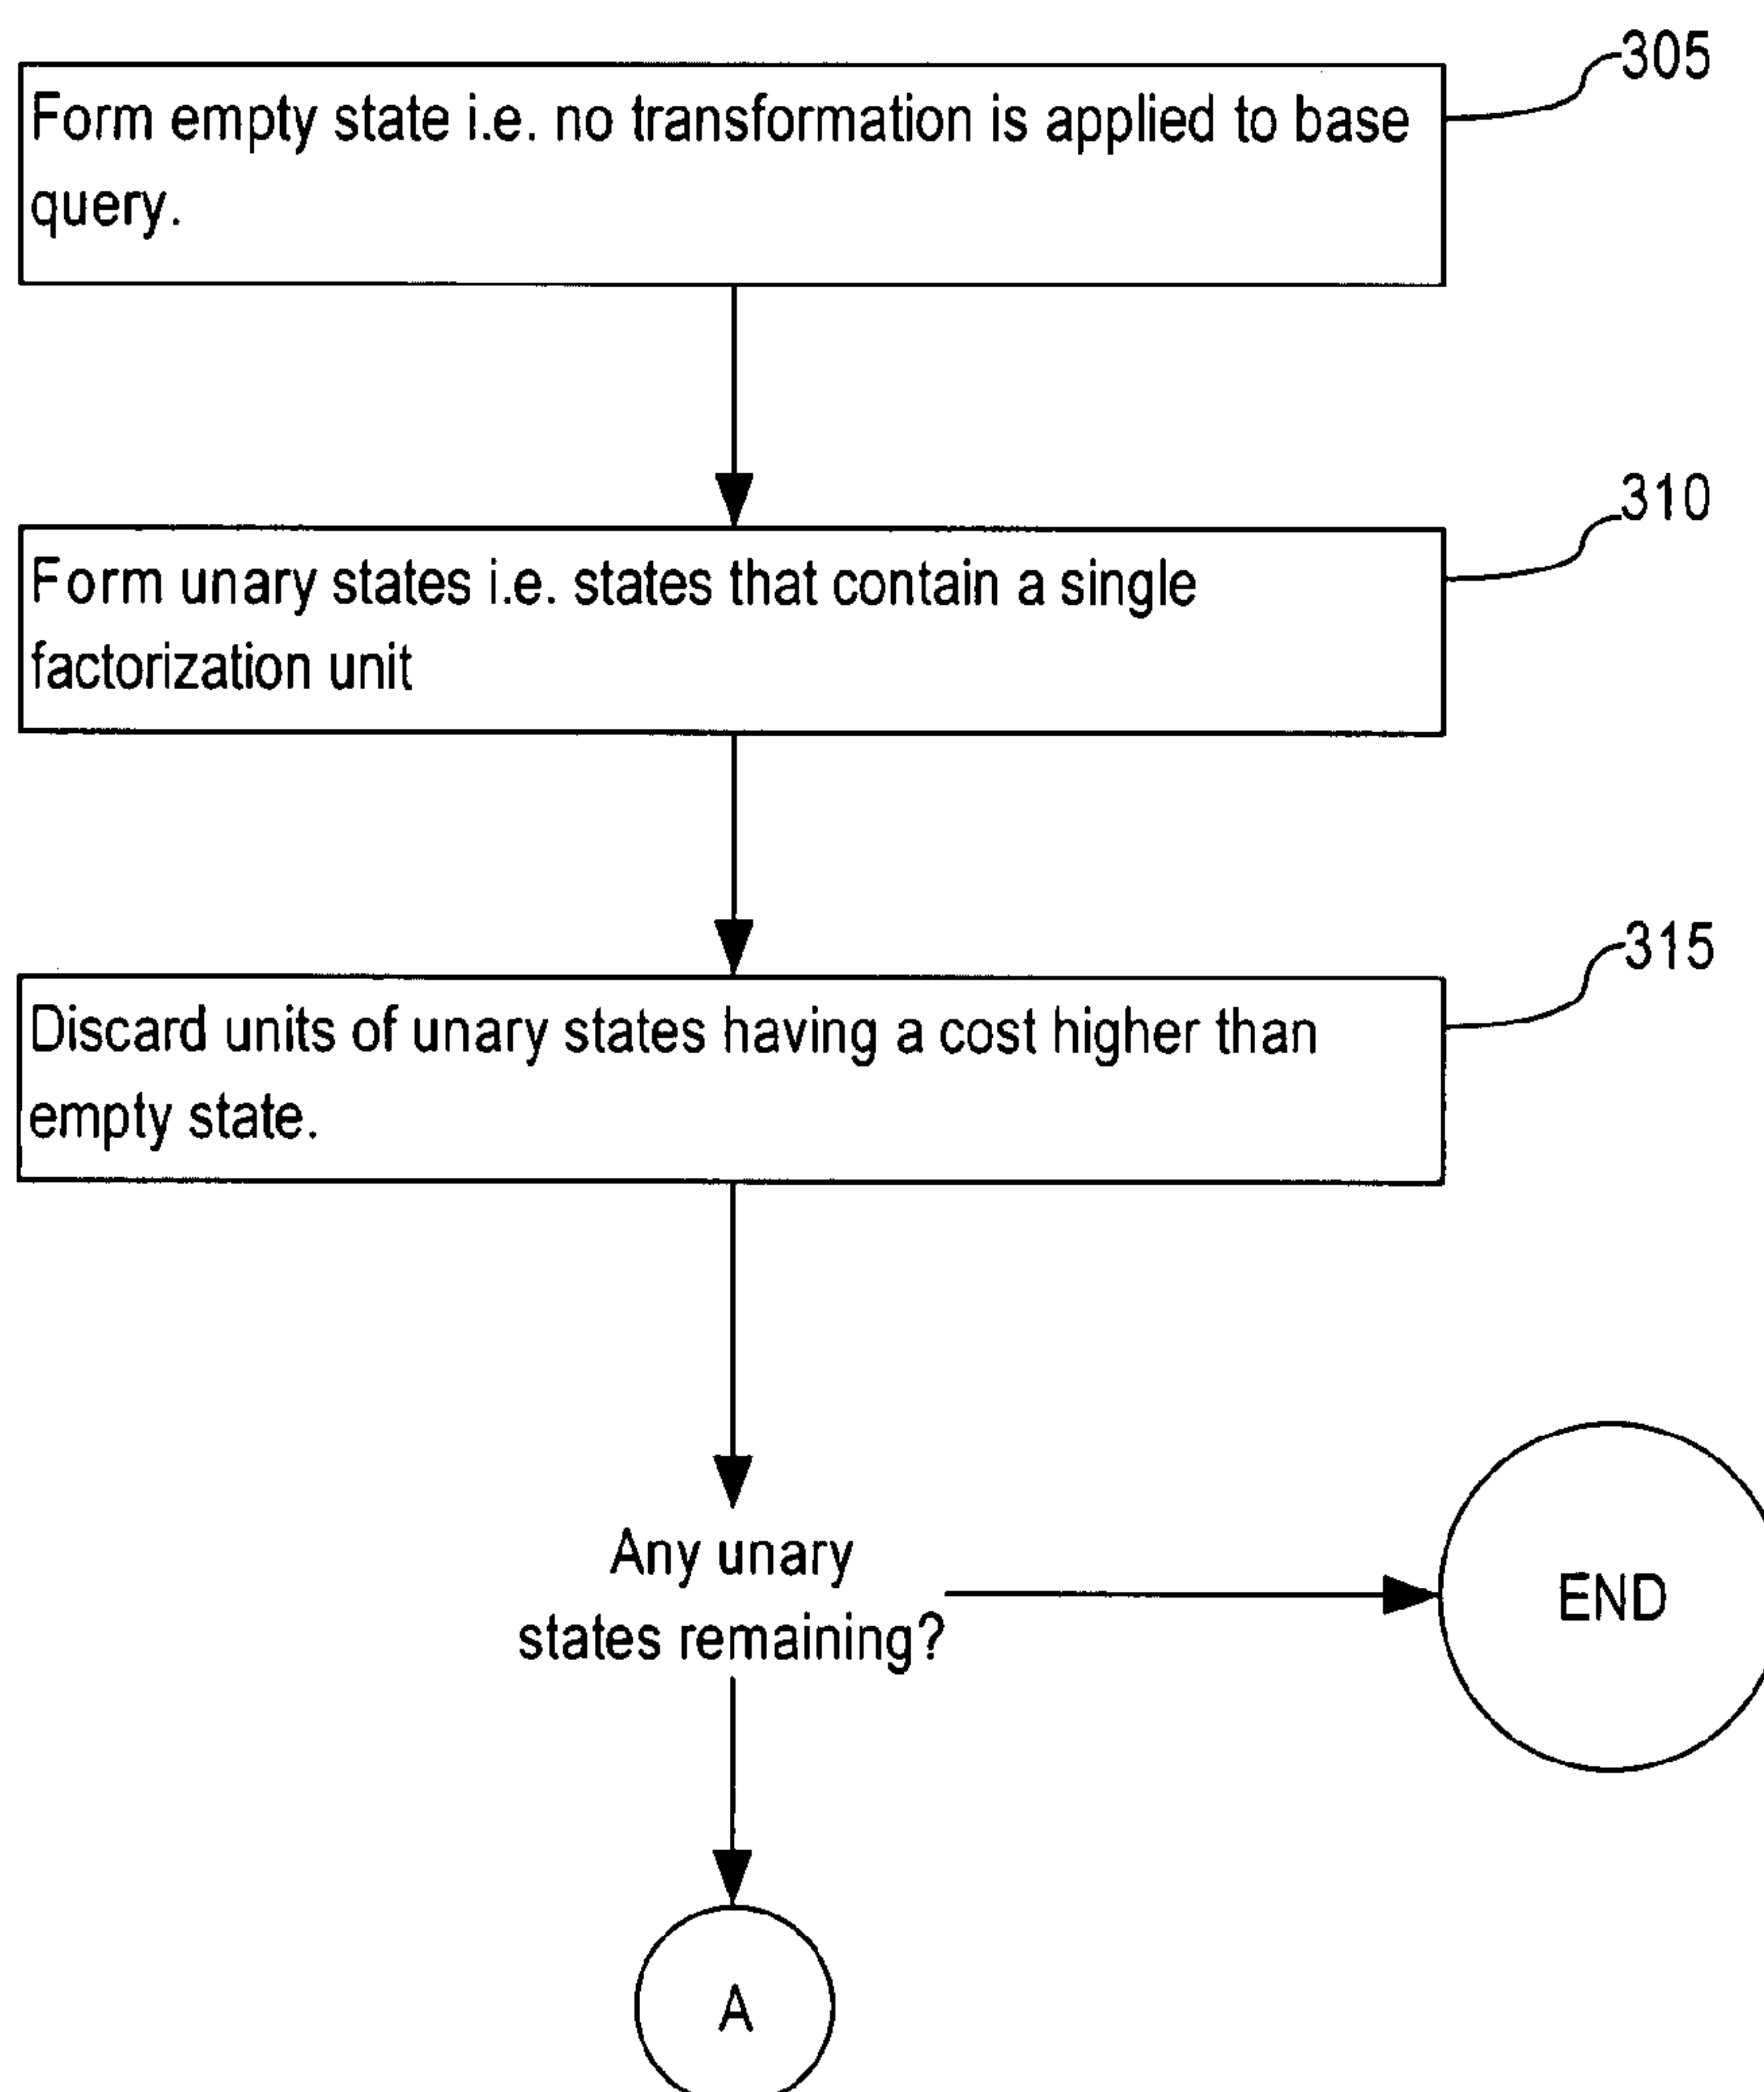 305
Form empty state i.e. no transformation is applied to base
query.
310
Form unary states i.e. states that contain a single
factorization unit
315
Discard units of unary states having a cost higher than
empty state.
Any unary
states remaining?
END
A